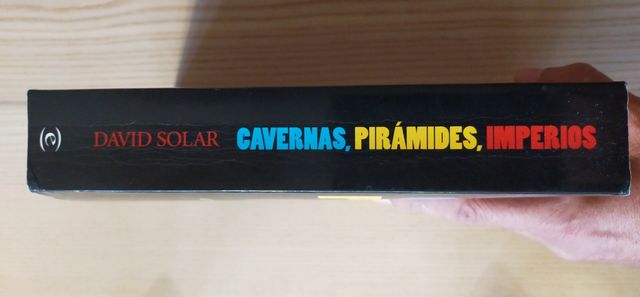 (e) DAVID SOLAR CAVERNAS, PIRÁMIDES, IMPERIOS